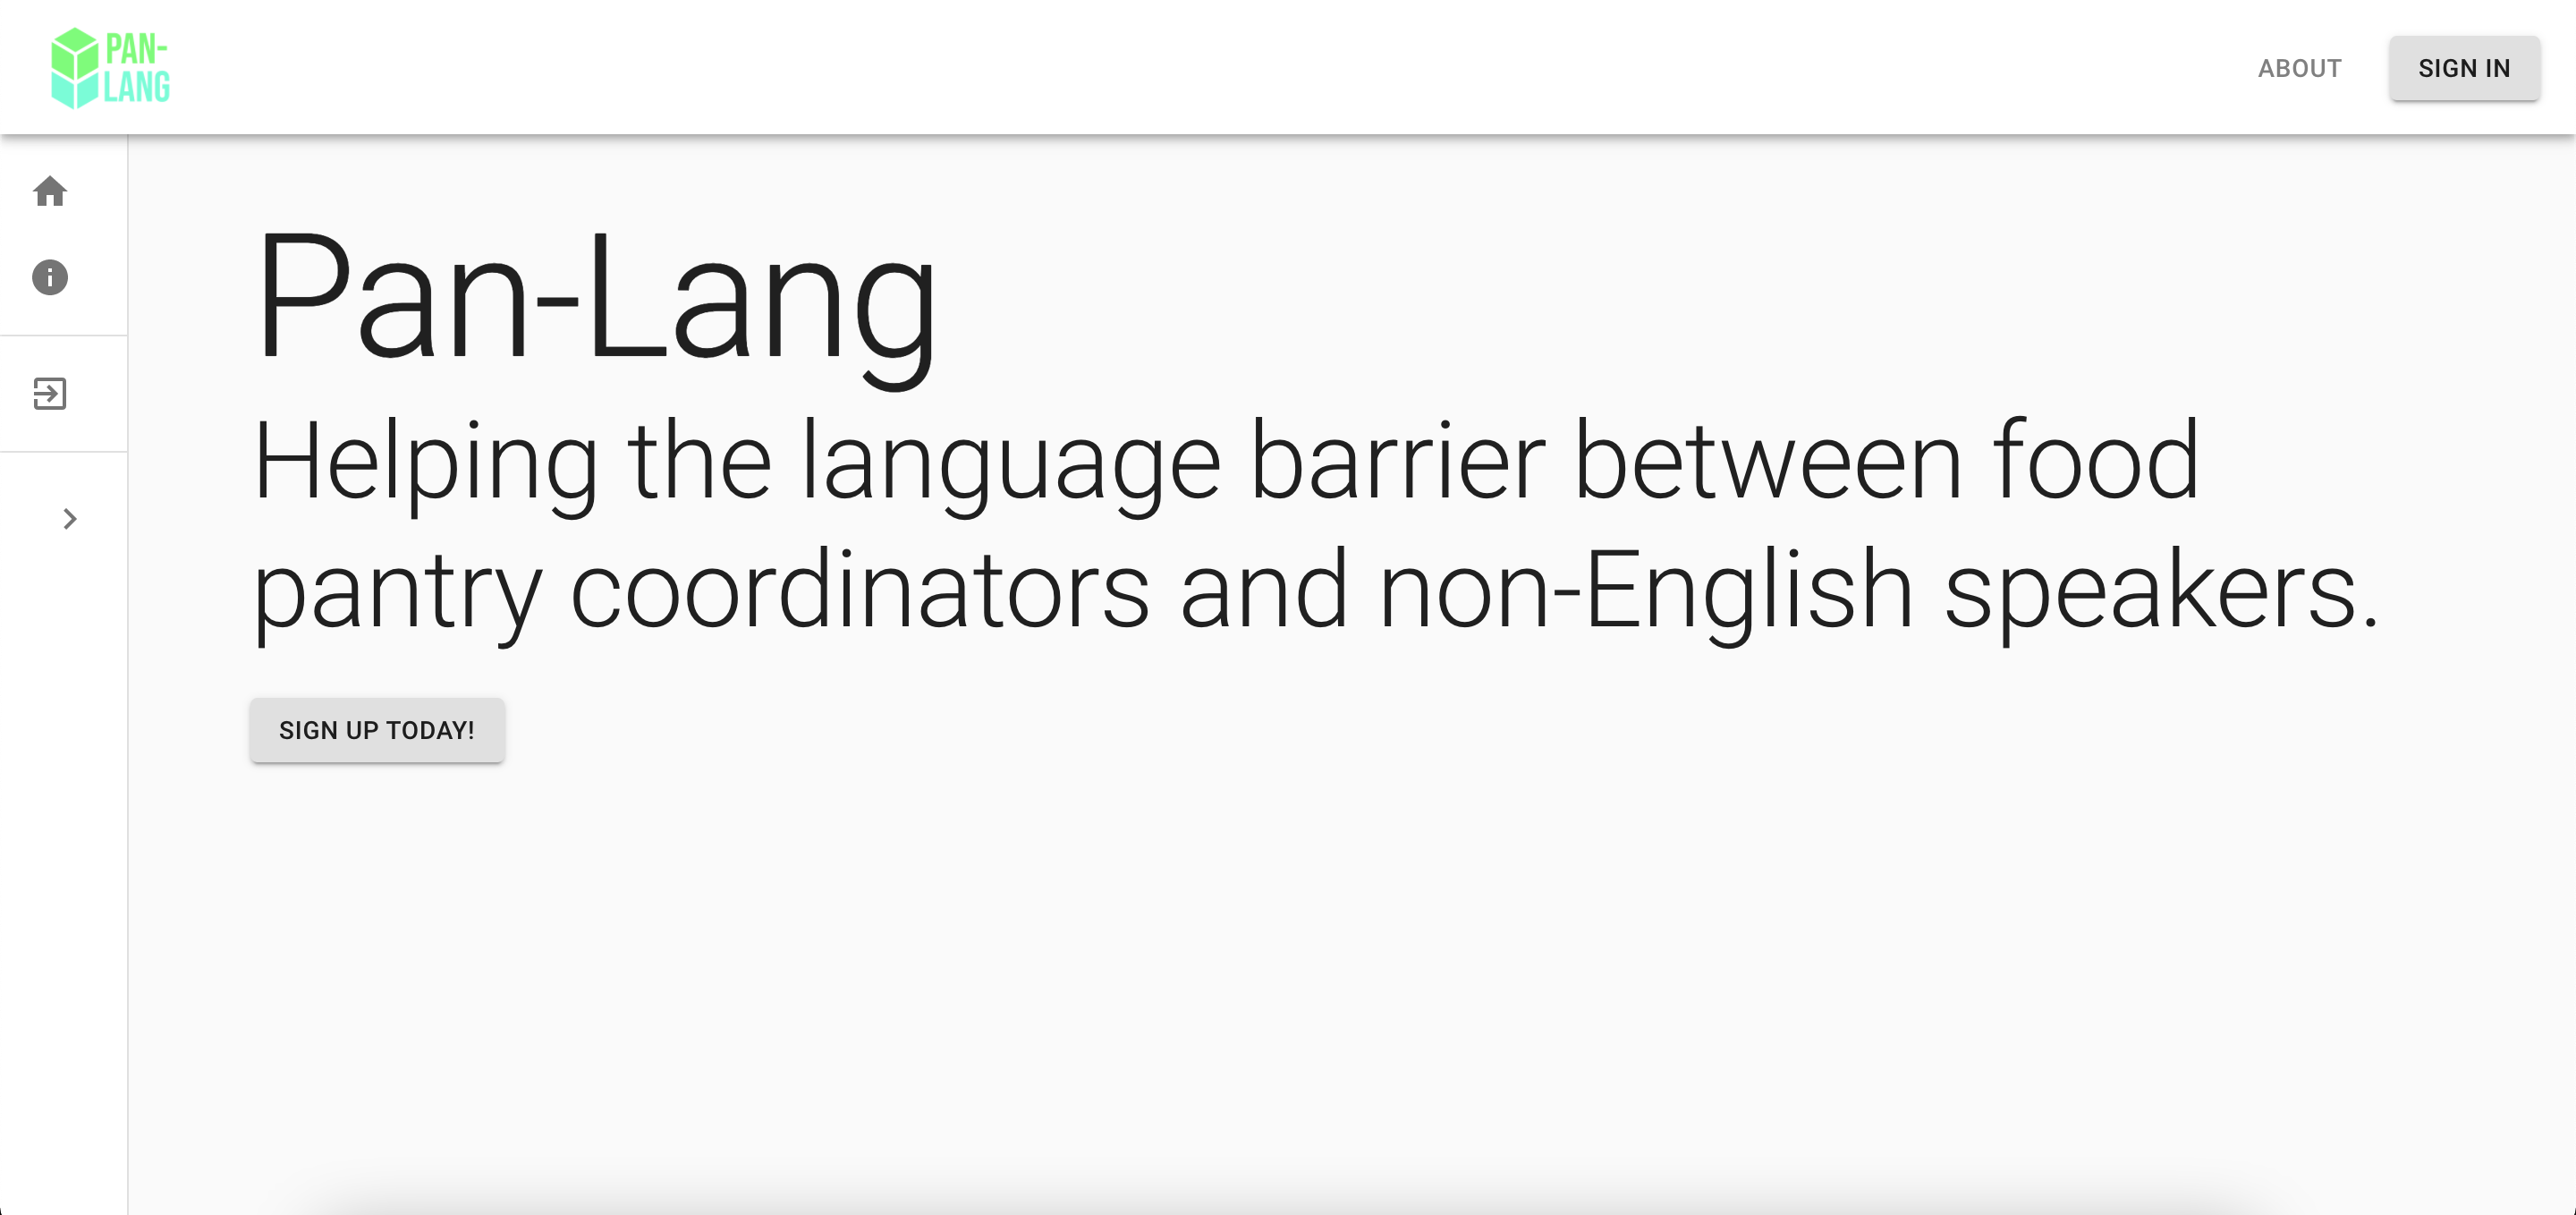 PAN-
LANG
ABOUT
SIGN IN
Pan-Lang
Helping the language barrier between food
pantry coordinators and non-English speakers.
SIGN UP TODAY!